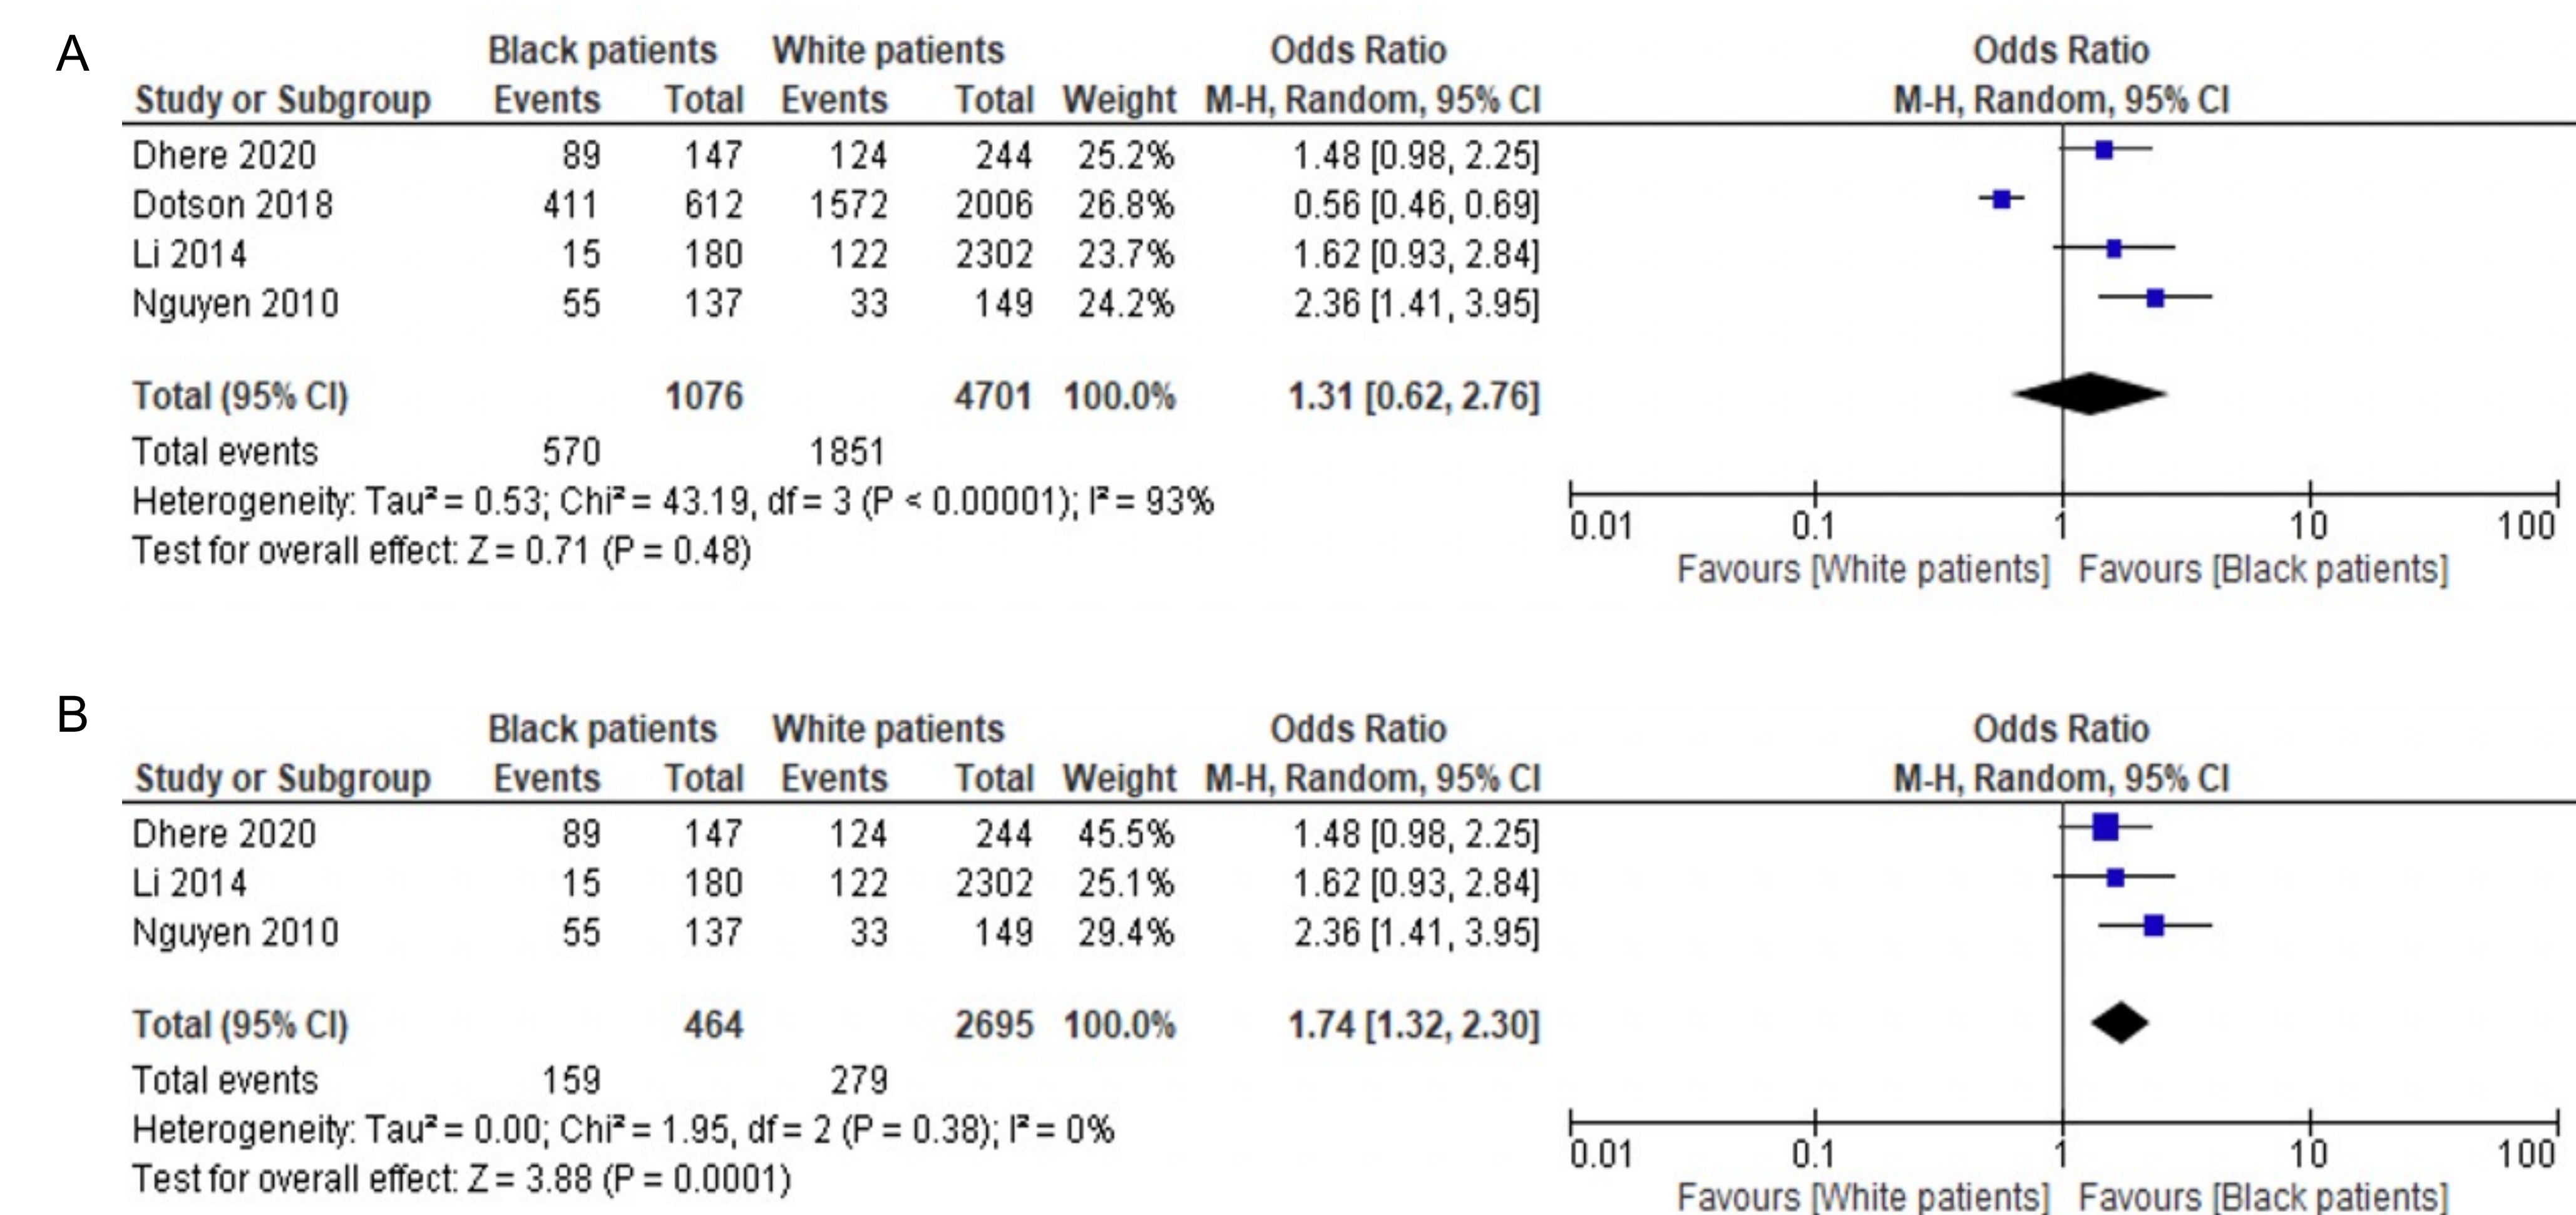 A
Black patients White patients Odds Ratio Odds Ratio
Study or Subgroup Events Total Events Total Weight M-H, Random, 95% CI M-H, Random, 95% CI
Dhere 2020 89 147 124 244 25.2% 1.48 [0.98, 2.25]
Dotson 2018 411 612 1572 2006 26.8% 0.56 [0.46, 0.69]
Li 2014 15 180 122 2302 23.7% 1.62 [0.93, 2.84]
Nguyen 2010 55 137 33 149 24.2% 2.36 [1.41, 3.95]
Total (95% CI) 1076 4701 100.0% 1.31 [0.62, 2.76]
Total events 570 1851
Heterogeneity: Tau² = 0.53; Chi² = 43.19, df = 3 (P < 0.00001); I² = 93%
Test for overall effect: Z = 0.71 (P = 0.48)
0.01 0.1 1 10 100
Favours [White patients] Favours [Black patients]
B
Black patients White patients Odds Ratio Odds Ratio
Study or Subgroup Events Total Events Total Weight M-H, Random, 95% CI M-H, Random, 95% CI
Dhere 2020 89 147 124 244 45.5% 1.48 [0.98, 2.25]
Li 2014 15 180 122 2302 25.1% 1.62 [0.93, 2.84]
Nguyen 2010 55 137 33 149 29.4% 2.36 [1.41, 3.95]
Total (95% CI) 464 2695 100.0% 1.74 [1.32, 2.30]
Total events 159 279
Heterogeneity: Tau² = 0.00; Chi² = 1.95, df = 2 (P = 0.38); I² = 0%
Test for overall effect: Z = 3.88 (P = 0.0001)
0.01 0.1 1 10 100
Favours [White patients] Favours [Black patients]